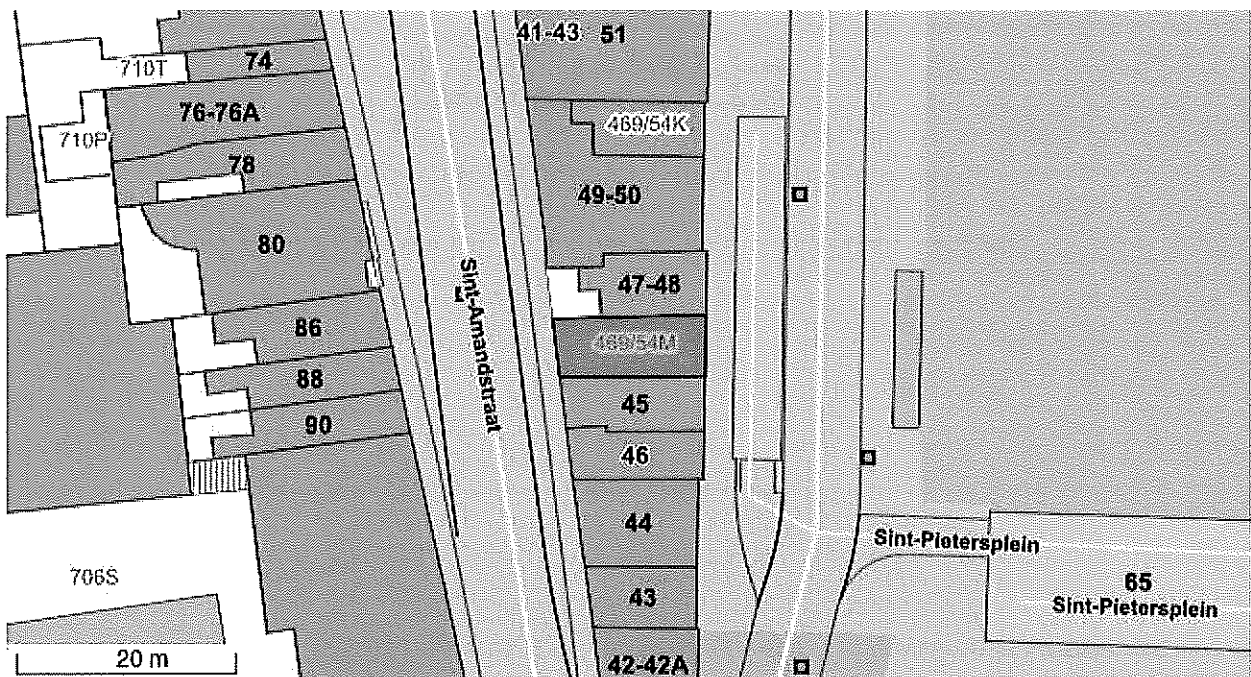 41-43 51
710T
74
76-76A
469/54K
710P
78
49-50
80
47-48
Sint-Amandstraat
86
469/54M
88
45
90
46
44
Sint-Pietersplein
706S
43
65
Sint-Pietersplein
20 m
42-42A